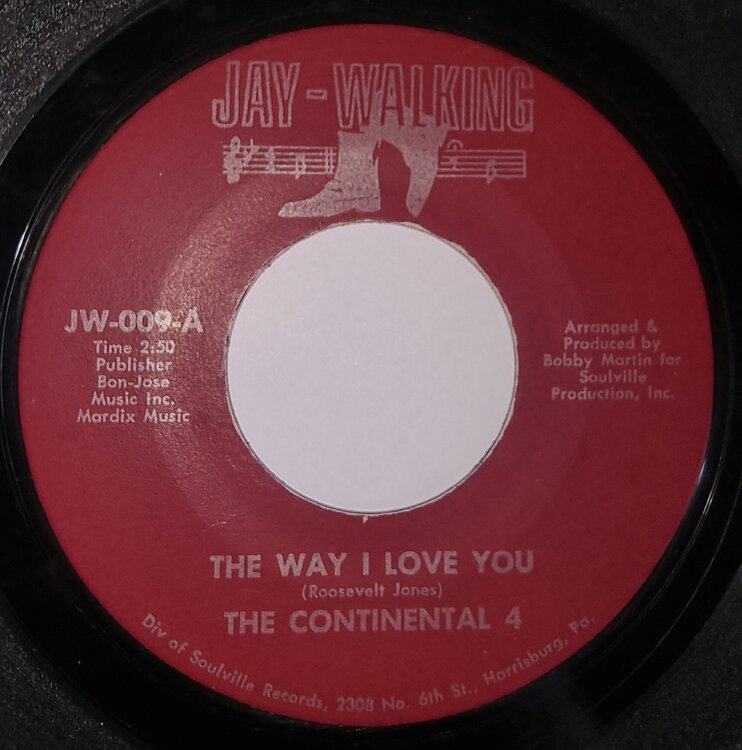 JAY-WALKING
JW-009-A
Time 2:50
Publisher
Bon-Jose
Music Inc.
Mardix Music
Arranged &
Produced by
Bobby Martin for
Soulville
Production, Inc.
THE WAY I LOVE YOU
(Roosevelt Jones)
THE CONTINENTAL 4
Div of Soulville Records, 2308 No. 6th St., Harrisburg, Pa.